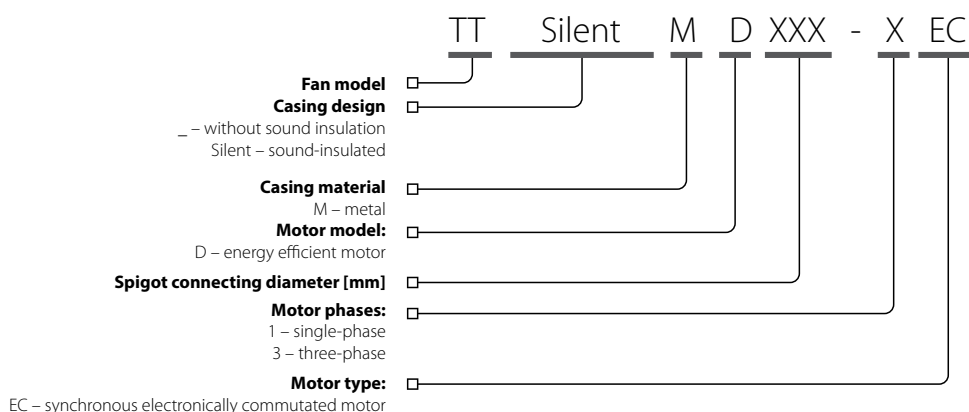 TT Silent M D XXX - X EC
Fan model
Casing design
_ – without sound insulation
Silent – sound-insulated
Casing material
M – metal
Motor model:
D – energy efficient motor
Spigot connecting diameter [mm]
Motor phases:
1 – single-phase
3 – three-phase
Motor type:
EC – synchronous electronically commutated motor